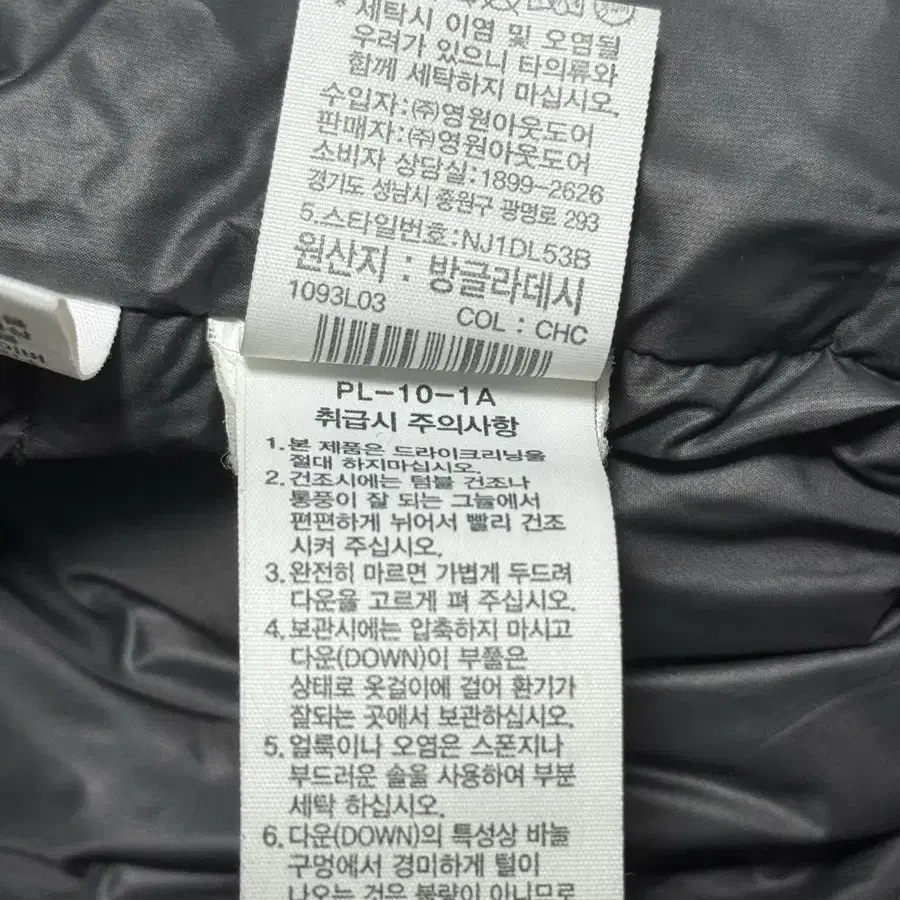 세탁시 이염 및 오염될
우려가 있으니 타의류와
함께 세탁하지 마십시오.
수입자:(주)영원아웃도어
판매자:(주)영원아웃도어
소비자 상담실:1899-2626
경기도 성남시 중원구 광명로 293
5.스타일번호:NJ1DL53B
원산지 : 방글라데시
1093L03
COL : CHC
PL-10-1A
취급시 주의사항
1.본 제품은 드라이크리닝을
절대 하지마십시오.
2.건조시에는 텀블 건조나
통풍이 잘 되는 그늘에서
편편하게 뉘어서 빨리 건조
시켜 주십시오.
3.완전히 마르면 가볍게 두드려
다운을 고르게 펴 주십시오.
4.보관시에는 압축하지 마시고
다운(DOWN)이 부풀은
상태로 옷걸이에 걸어 환기가
잘되는 곳에서 보관하십시오.
5.얼룩이나 오염은 스폰지나
부드러운 솔을 사용하여 부분
세탁 하십시오.
6.다운(DOWN)의 특성상 바늘
구멍에서 경미하게 털이
나오는 것은 불량이 아니므로